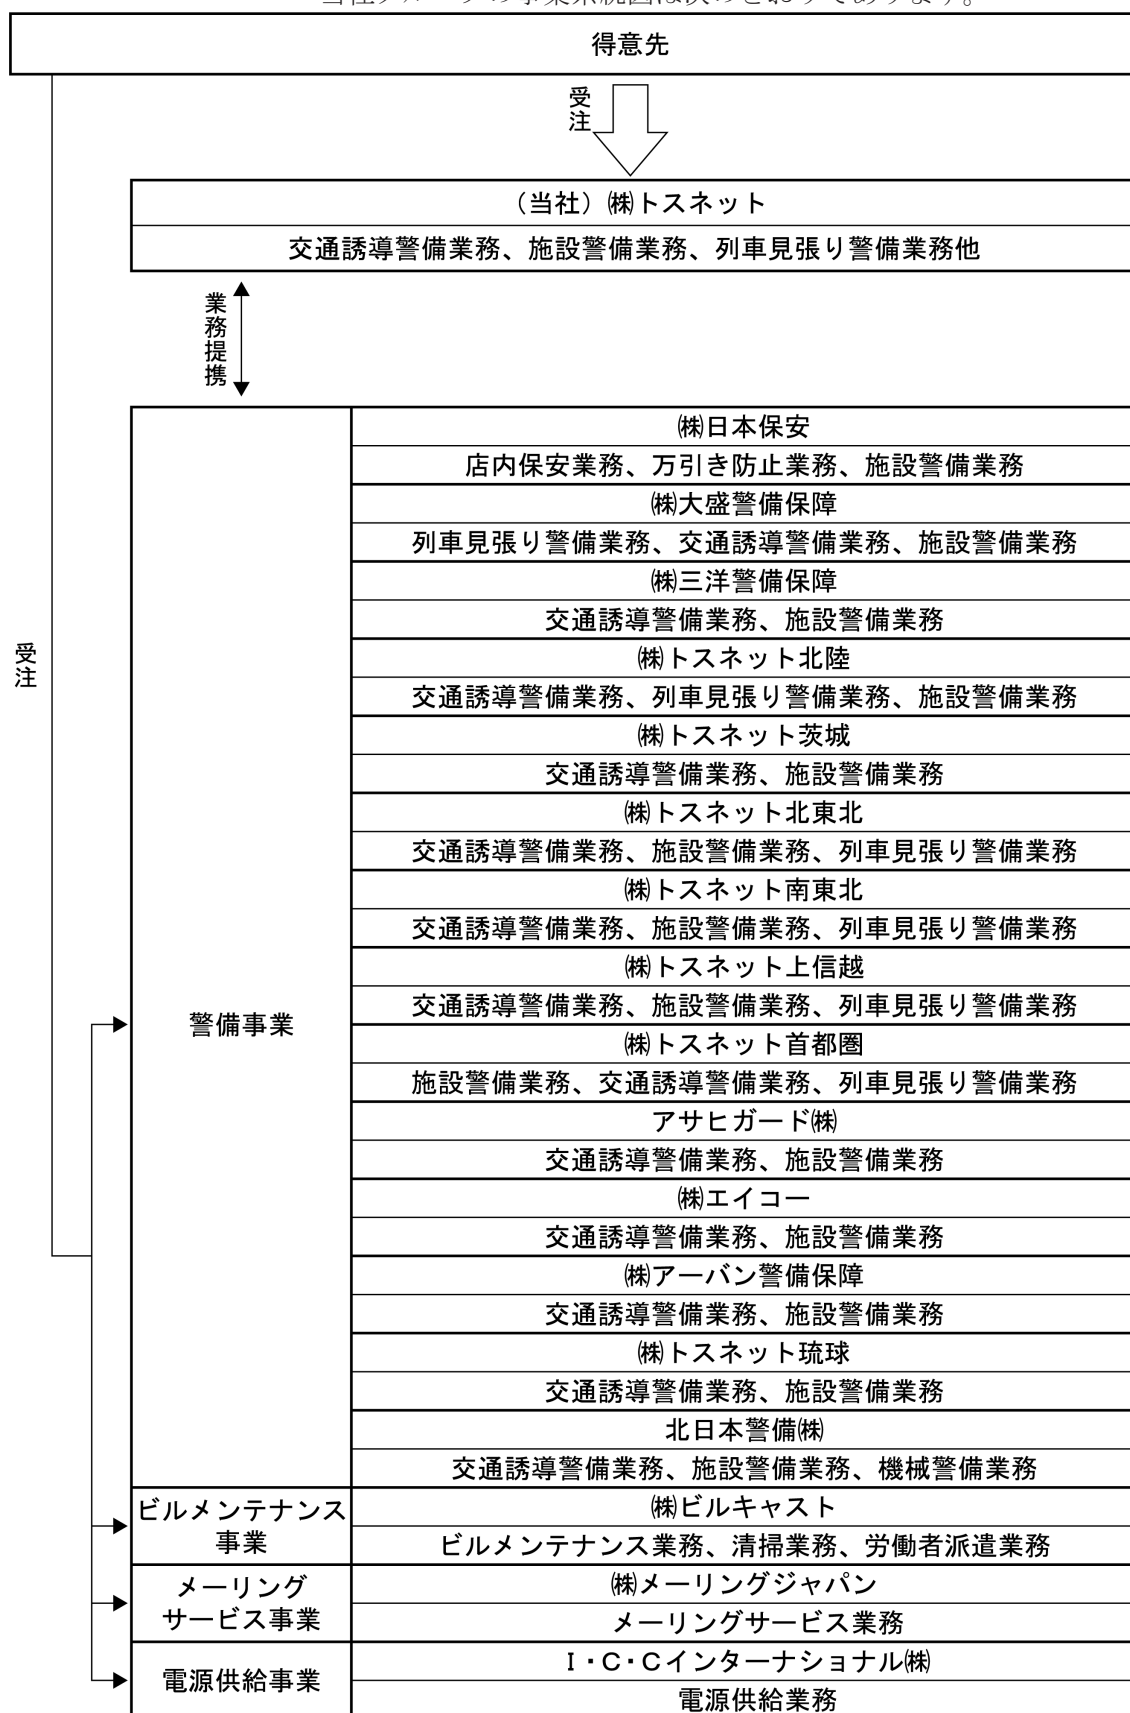 当社グループの事業系統図は次のとおりであります。
得意先
受注
(当社)㈱トスネット
交通誘導警備業務、施設警備業務、列車見張り警備業務他
業務提携
受注
警備事業
㈱日本保安
店内保安業務、万引き防止業務、施設警備業務
㈱大盛警備保障
列車見張り警備業務、交通誘導警備業務、施設警備業務
㈱三洋警備保障
交通誘導警備業務、施設警備業務
㈱トスネット北陸
交通誘導警備業務、列車見張り警備業務、施設警備業務
㈱トスネット茨城
交通誘導警備業務、施設警備業務
㈱トスネット北東北
交通誘導警備業務、施設警備業務、列車見張り警備業務
㈱トスネット南東北
交通誘導警備業務、施設警備業務、列車見張り警備業務
㈱トスネット上信越
交通誘導警備業務、施設警備業務、列車見張り警備業務
㈱トスネット首都圏
施設警備業務、交通誘導警備業務、列車見張り警備業務
アサヒガード㈱
交通誘導警備業務、施設警備業務
㈱エイコー
交通誘導警備業務、施設警備業務
㈱アーバン警備保障
交通誘導警備業務、施設警備業務
㈱トスネット琉球
交通誘導警備業務、施設警備業務
北日本警備㈱
交通誘導警備業務、施設警備業務、機械警備業務
ビルメンテナンス
事業
㈱ビルキャスト
ビルメンテナンス業務、清掃業務、労働者派遣業務
メーリング
サービス事業
㈱メーリングジャパン
メーリングサービス業務
電源供給事業
I・C・Cインターナショナル㈱
電源供給業務